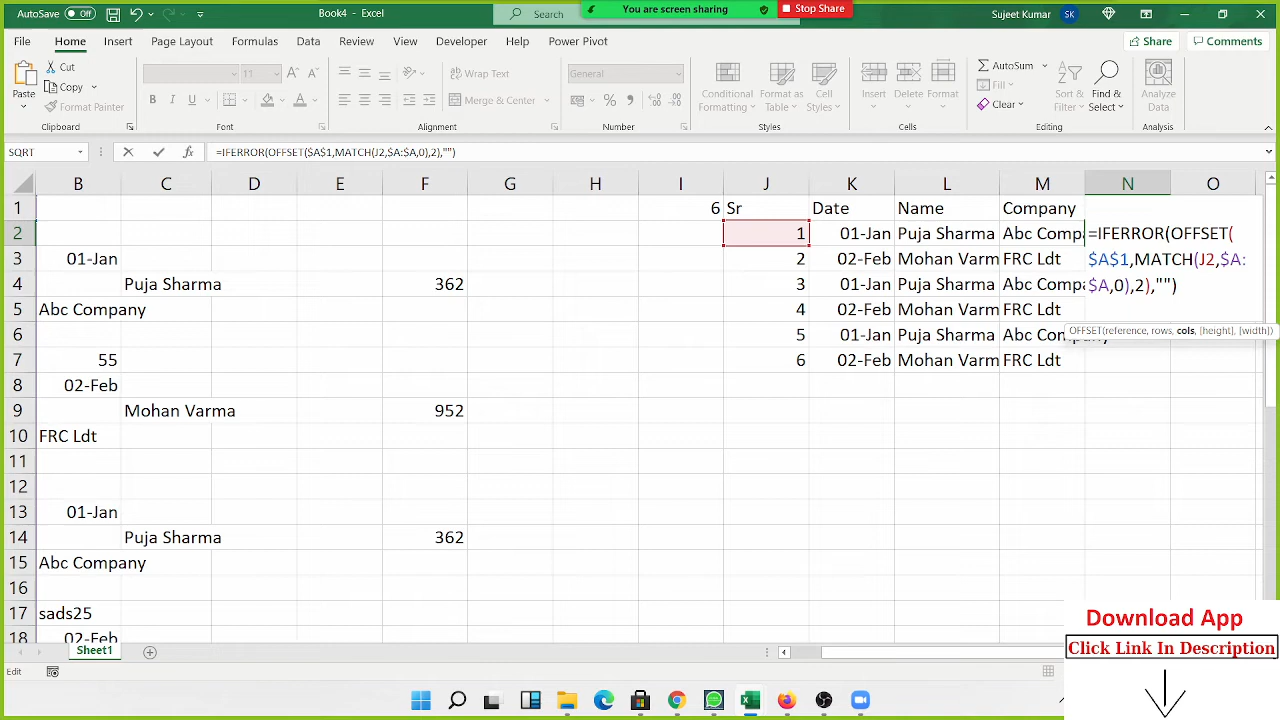 AutoSave Off Book4 - Excel Search You are screen sharing Stop Share Sujeet Kumar SK
File Home Insert Page Layout Formulas Data Review View Developer Help Power Pivot Share Comments
Paste Cut Copy Format Painter
11 B I U
Wrap Text Merge & Center
General
Conditional Formatting Format as Table Cell Styles
Insert Delete Format
AutoSum Fill Clear Sort & Filter Find & Select Analyze Data
Clipboard Font Alignment Number Styles Cells Editing Analysis
SQRT fx =IFERROR(OFFSET($A$1,MATCH(J2,$A:$A,0),2),"")
B C D E F G H I J K L M N O
1 6 Sr Date Name Company
2 1 01-Jan Puja Sharma Abc Comp =IFERROR(OFFSET(
3 01-Jan 2 02-Feb Mohan Varm FRC Ldt $A$1,MATCH(J2,$A:
4 Puja Sharma 362 3 01-Jan Puja Sharma Abc Compa $A,0),2),"")
5 Abc Company 4 02-Feb Mohan Varm FRC Ldt
OFFSET(reference, rows, cols, [height], [width])
6 5 01-Jan Puja Sharma Abc Company
7 55 6 02-Feb Mohan Varm FRC Ldt
8 02-Feb
9 Mohan Varma 952
10 FRC Ldt
11
12
13 01-Jan
14 Puja Sharma 362
15 Abc Company
16
17 sads25
18 02-Feb
Sheet1
Edit
Download App
Click Link In Description